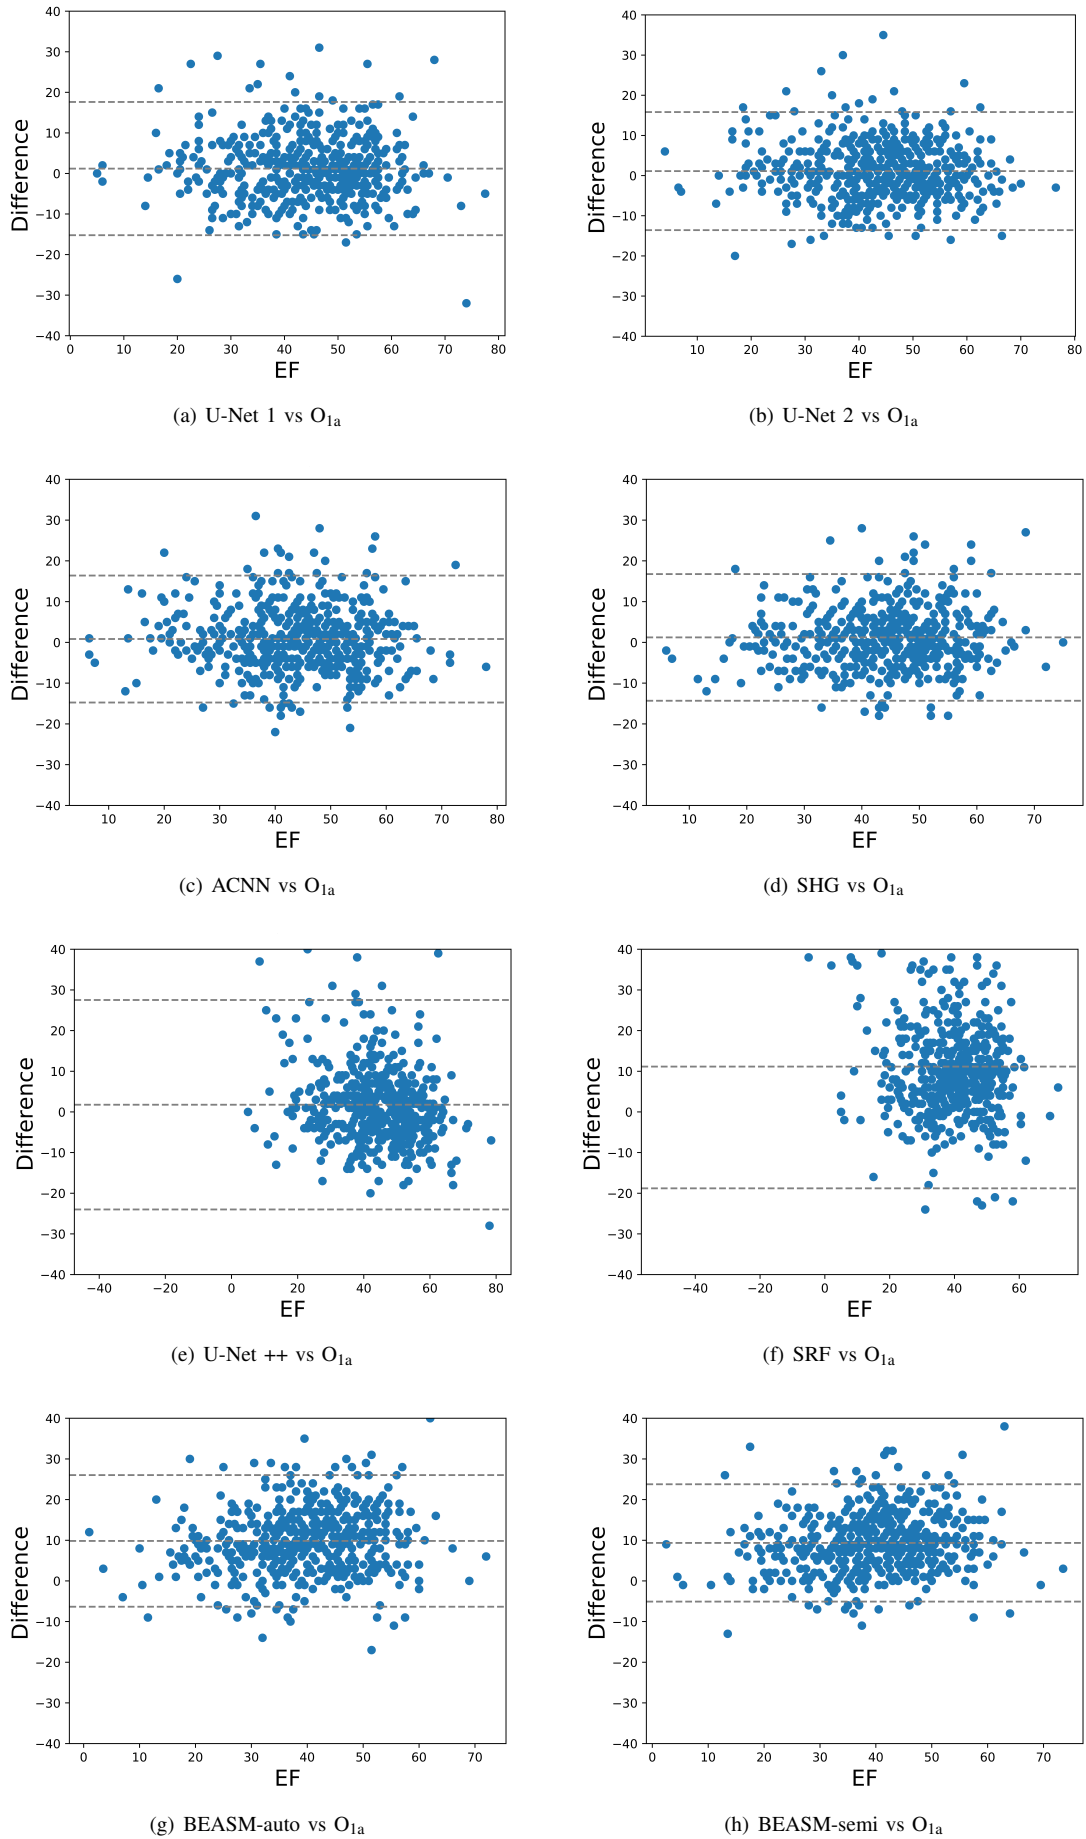 40
30
20
10
0
−10
−20
−30
−40
Difference
0 10 20 30 40 50 60 70 80
EF
(a) U-Net 1 vs O1a
40
30
20
10
0
−10
−20
−30
−40
Difference
10 20 30 40 50 60 70 80
EF
(b) U-Net 2 vs O1a
40
30
20
10
0
−10
−20
−30
−40
Difference
10 20 30 40 50 60 70 80
EF
(c) ACNN vs O1a
40
30
20
10
0
−10
−20
−30
−40
Difference
10 20 30 40 50 60 70
EF
(d) SHG vs O1a
40
30
20
10
0
−10
−20
−30
−40
Difference
−40 −20 0 20 40 60 80
EF
(e) U-Net ++ vs O1a
40
30
20
10
0
−10
−20
−30
−40
Difference
−40 −20 0 20 40 60
EF
(f) SRF vs O1a
40
30
20
10
0
−10
−20
−30
−40
Difference
0 10 20 30 40 50 60 70
EF
(g) BEASM-auto vs O1a
40
30
20
10
0
−10
−20
−30
−40
Difference
0 10 20 30 40 50 60 70
EF
(h) BEASM-semi vs O1a